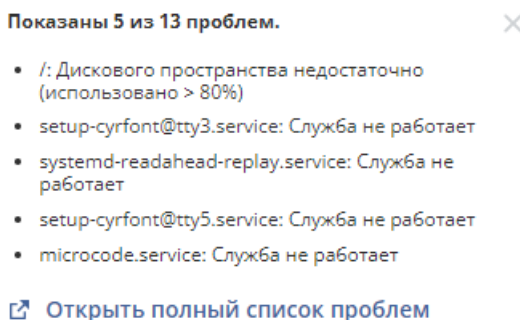 Показаны 5 из 13 проблем.
/: Дискового пространства недостаточно
(использовано > 80%)
setup-cyrfont@tty3.service: Служба не работает
systemd-readahead-replay.service: Служба не
работает
setup-cyrfont@tty5.service: Служба не работает
microcode.service: Служба не работает
Открыть полный список проблем